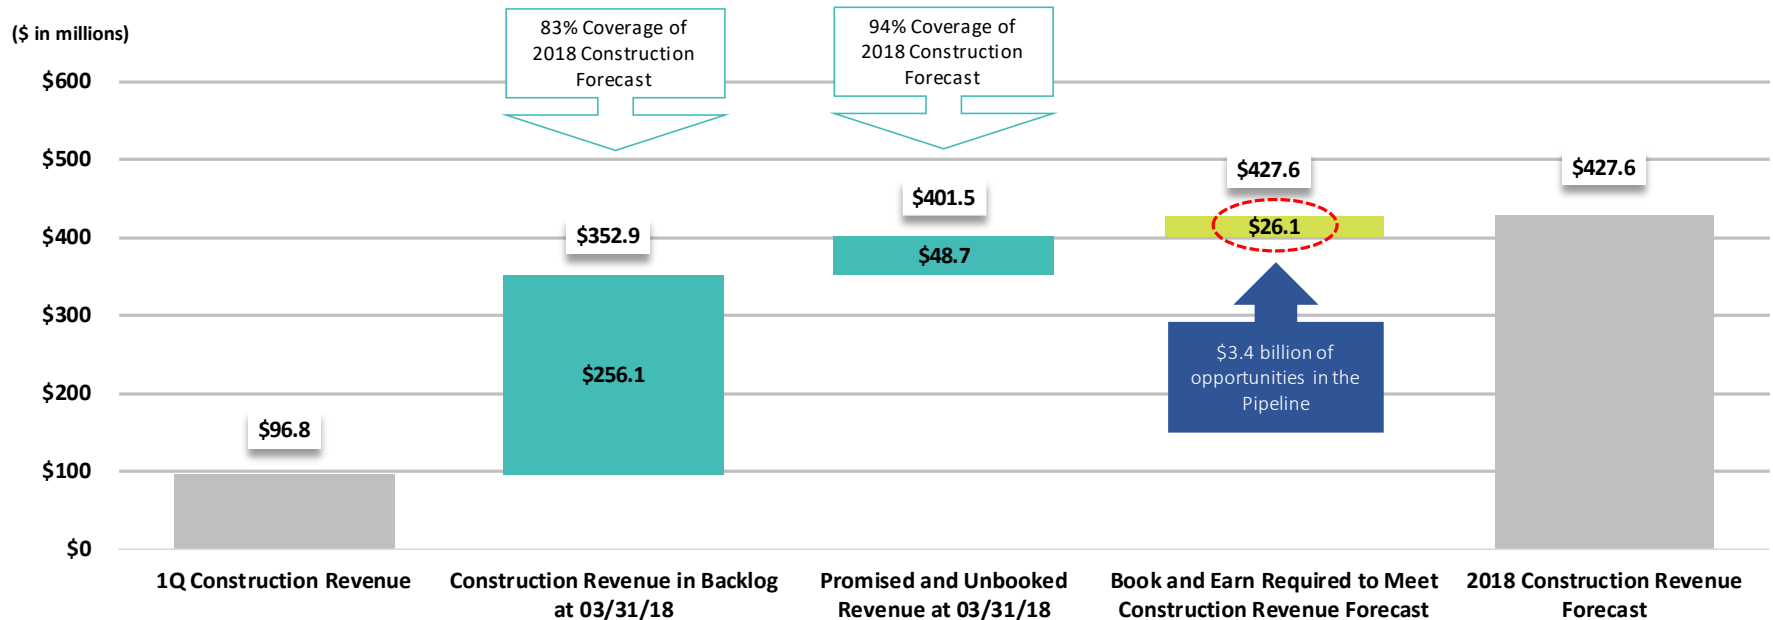 ($ in millions)
83% Coverage of
2018 Construction
Forecast
94% Coverage of
2018 Construction
Forecast
$600
$500
$400
$300
$200
$100
$0
$96.8
$352.9
$256.1
$401.5
$48.7
$427.6
$26.1
$3.4 billion of
opportunities in the
Pipeline
$427.6
1Q Construction Revenue
Construction Revenue in Backlog
at 03/31/18
Promised and Unbooked
Revenue at 03/31/18
Book and Earn Required to Meet
Construction Revenue Forecast
2018 Construction Revenue
Forecast